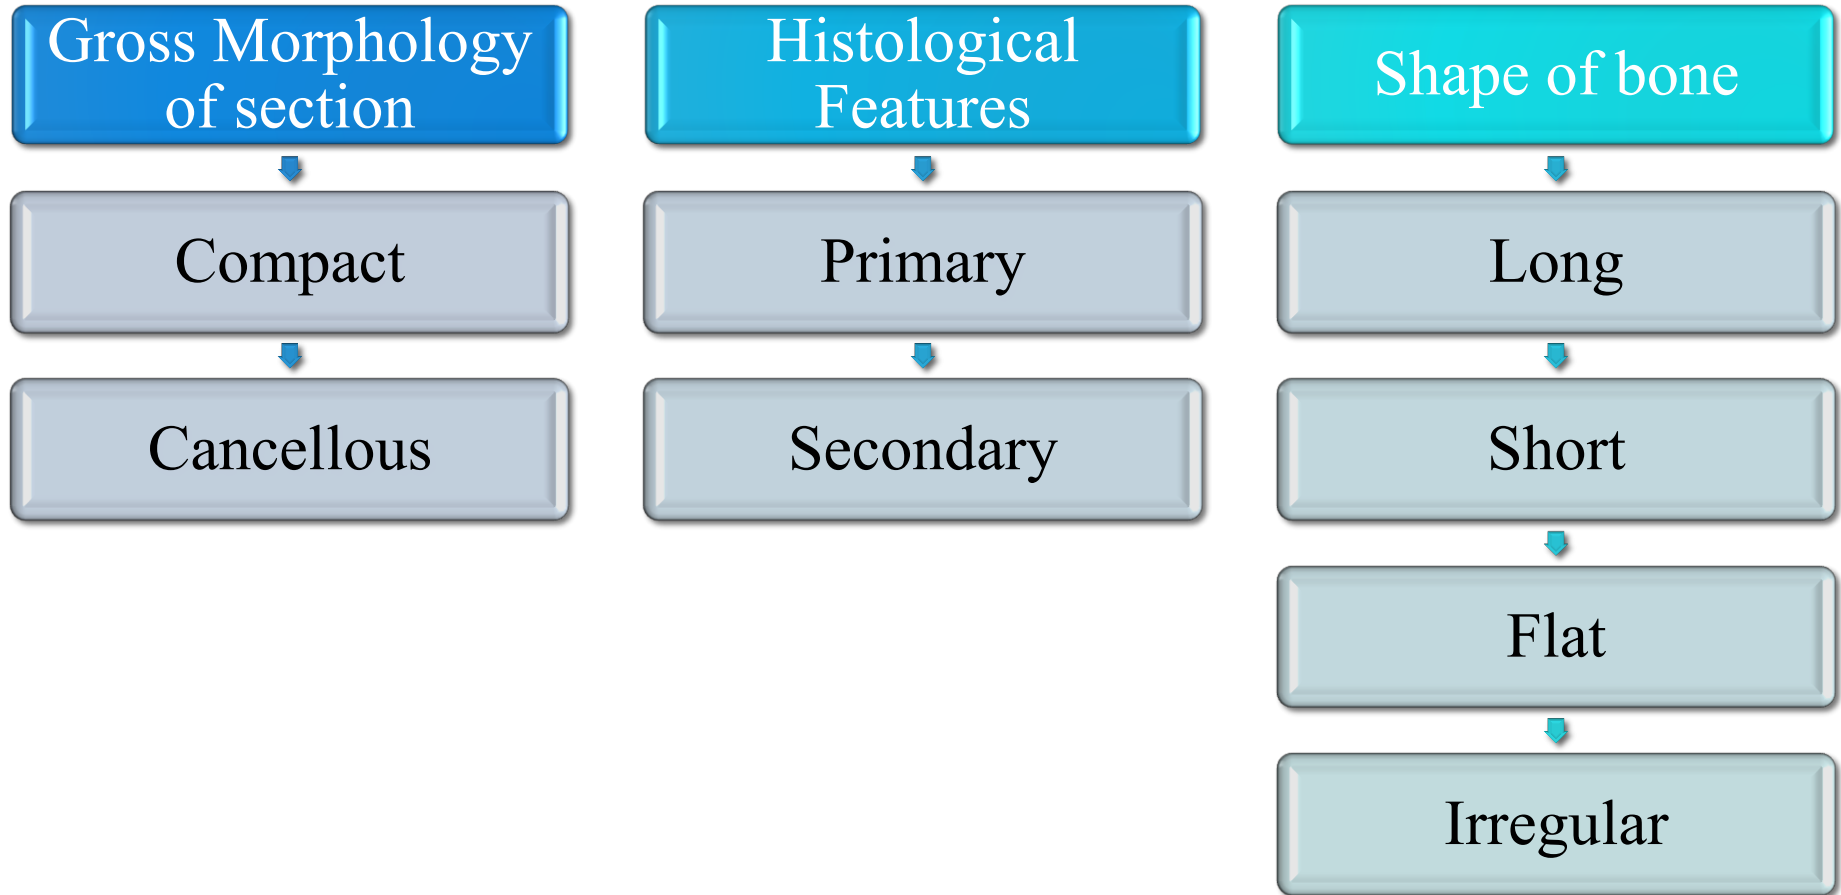 Gross Morphology
of section
Compact
Cancellous
Histological
Features
Primary
Secondary
Shape of bone
Long
Short
Flat
Irregular